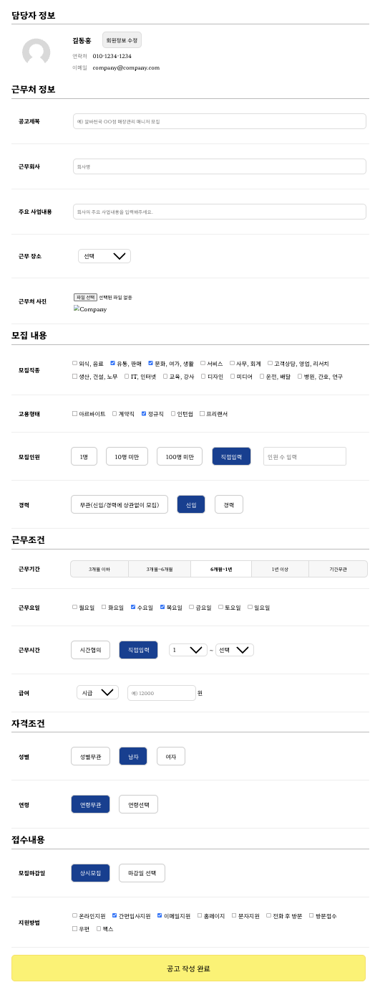 담당자 정보
길동홍 회원정보 수정
연락처 010-1234-1234
이메일 company@company.com
근무처 정보
공고제목 예) 알바천국 OO점 매장관리 매니저 모집
근무회사 회사명
주요 사업내용 회사의 주요 사업내용을 입력해주세요.
근무 장소 선택
근무처 사진 파일 선택 선택된 파일 없음
Company
모집 내용
모집직종 외식, 음료 유통, 판매 문화, 여가, 생활 서비스 사무, 회계 고객상담, 영업, 리서치
생산, 건설, 노무 IT, 인터넷 교육, 강사 디자인 미디어 운전, 배달 병원, 간호, 연구
고용형태 아르바이트 계약직 정규직 인턴쉽 프리랜서
모집인원 1명 10명 미만 100명 미만 직접입력 인원 수 입력
경력 무관(신입/경력에 상관없이 모집) 신입 경력
근무조건
근무기간 3개월 이하 3개월~6개월 6개월~1년 1년 이상 기간무관
근무요일 월요일 화요일 수요일 목요일 금요일 토요일 일요일
근무시간 시간협의 직접입력 1 ~ 선택
급여 시급 예) 12000 원
자격조건
성별 성별무관 남자 여자
연령 연령무관 연령선택
접수내용
모집마감일 상시모집 마감일 선택
지원방법 온라인지원 간편입사지원 이메일지원 홈페이지 문자지원 전화 후 방문 방문접수
우편 팩스
공고 작성 완료